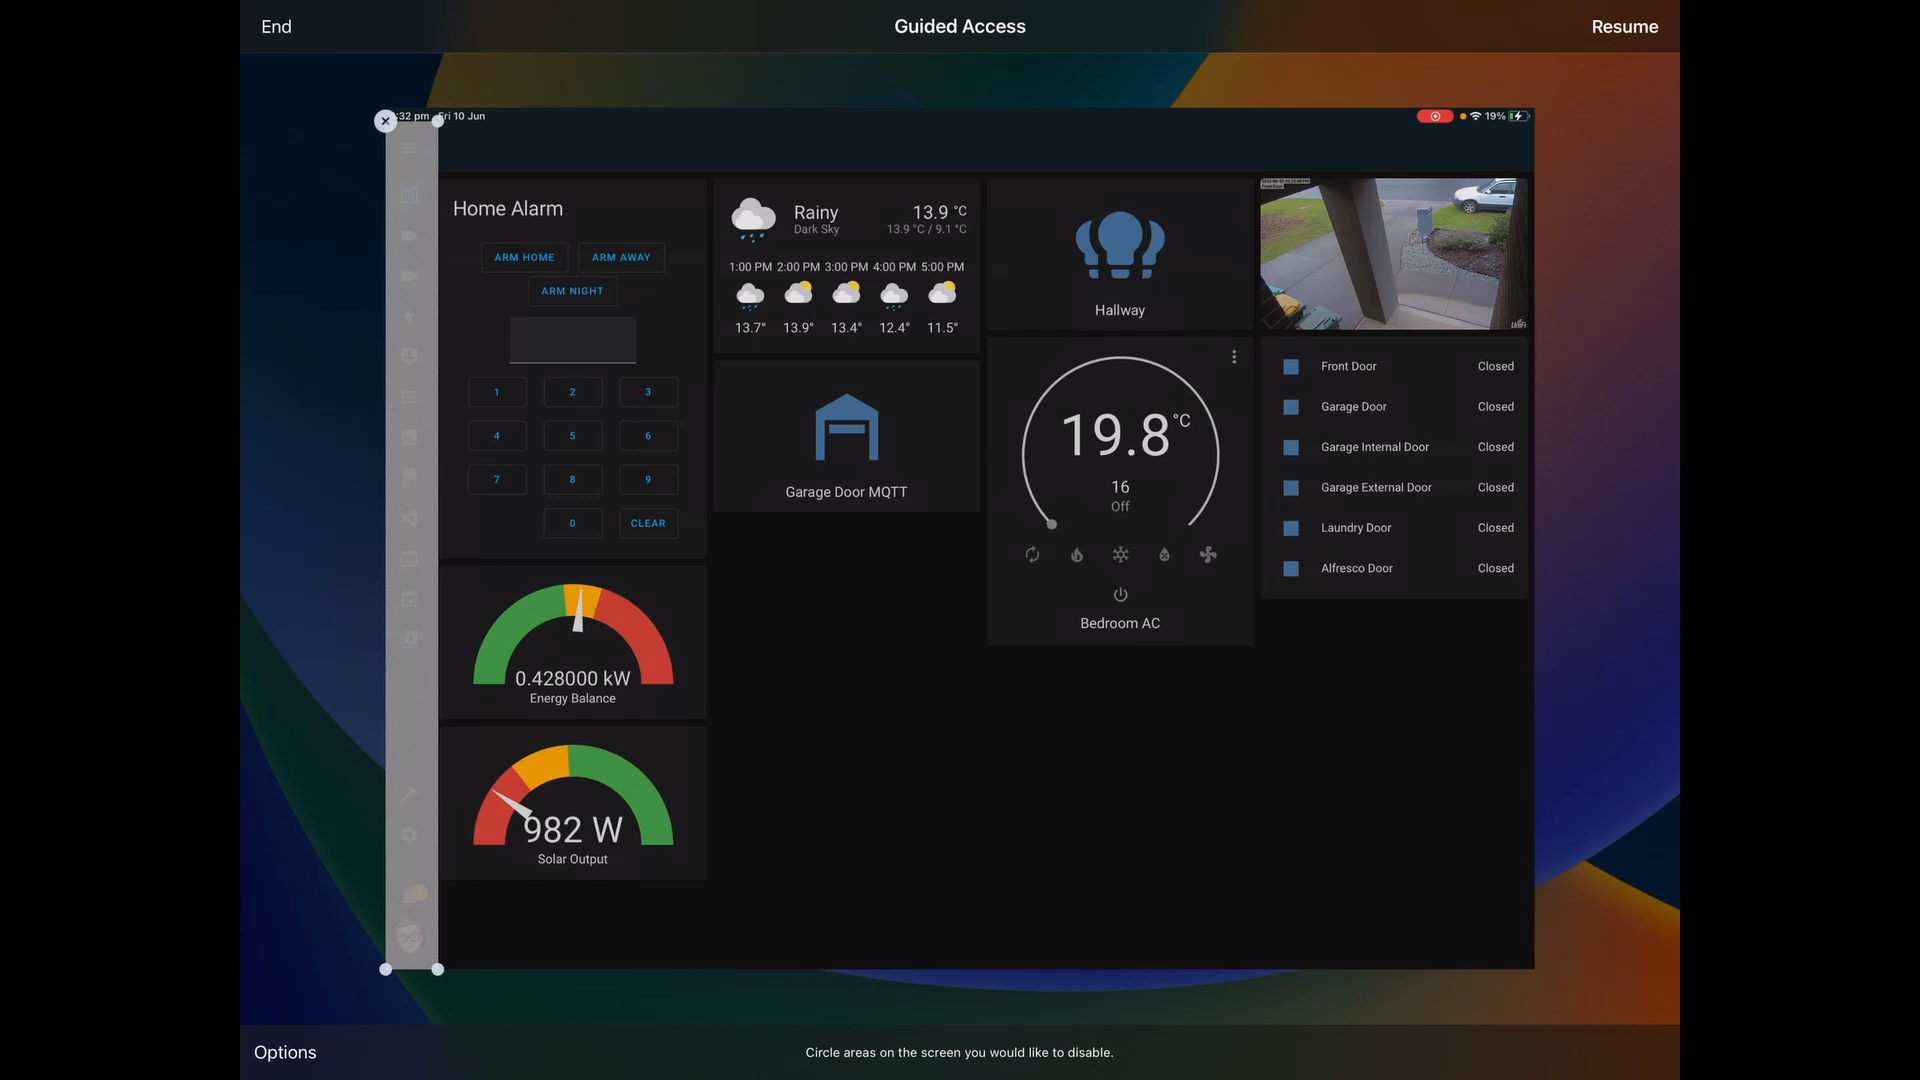 End
Guided Access
Resume
:32 pm Fri 10 Jun
19%
Home Alarm
ARM HOME
ARM AWAY
ARM NIGHT
1
2
3
4
5
6
7
8
9
0
CLEAR
0.428000 kW
Energy Balance
982 W
Solar Output
Rainy
13.9 °C
Dark Sky
13.9 °C / 9.1 °C
1:00 PM 2:00 PM 3:00 PM 4:00 PM 5:00 PM
13.7° 13.9° 13.4° 12.4° 11.5°
Garage Door MQTT
Hallway
19.8 °C
16
Off
Bedroom AC
UniFi
Front Door Closed
Garage Door Closed
Garage Internal Door Closed
Garage External Door Closed
Laundry Door Closed
Alfresco Door Closed
Options
Circle areas on the screen you would like to disable.